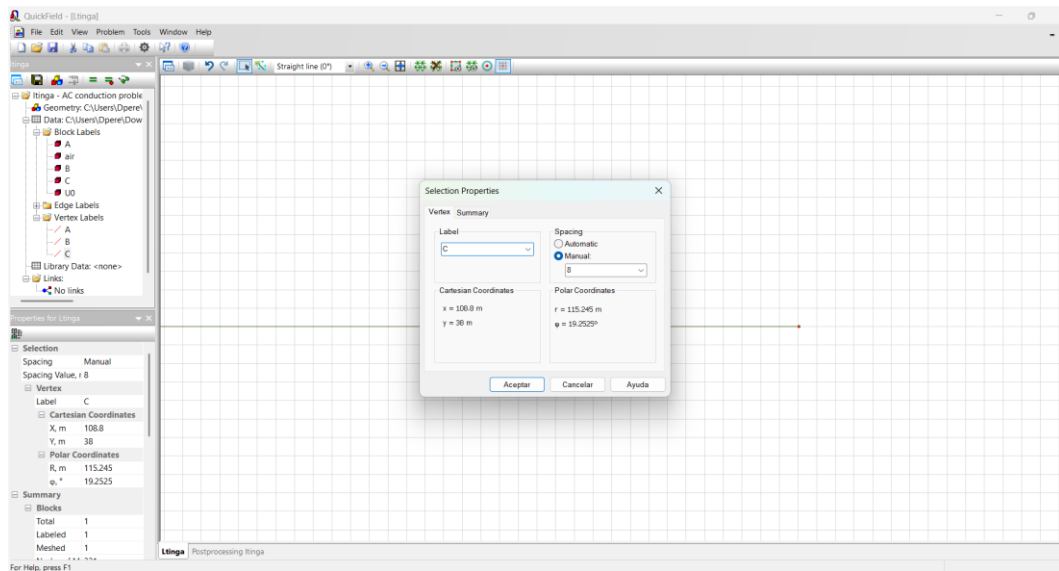 QuickField - [Ltinga]
File Edit View Problem Tools Window Help
Straight line (0°)
ltinga
ltinga - AC conduction proble
Geometry: C:\Users\Dpere\
Data: C:\Users\Dpere\Dow
Block Labels
A
air
B
C
U0
Edge Labels
Vertex Labels
A
B
C
Library Data: <none>
Links:
No links
Properties for Ltinga
Selection
Spacing Manual
Spacing Value, r 8
Vertex
Label C
Cartesian Coordinates
X, m 108.8
Y, m 38
Polar Coordinates
R, m 115.245
φ, ° 19.2525
Summary
Blocks
Total 1
Labeled 1
Meshed 1
Selection Properties
Vertex Summary
Label
C
Spacing
Automatic
Manual:
8
Cartesian Coordinates
x = 108.8 m
y = 38 m
Polar Coordinates
r = 115.245 m
φ = 19.2525º
Aceptar Cancelar Ayuda
Ltinga Postprocessing ltinga
For Help, press F1